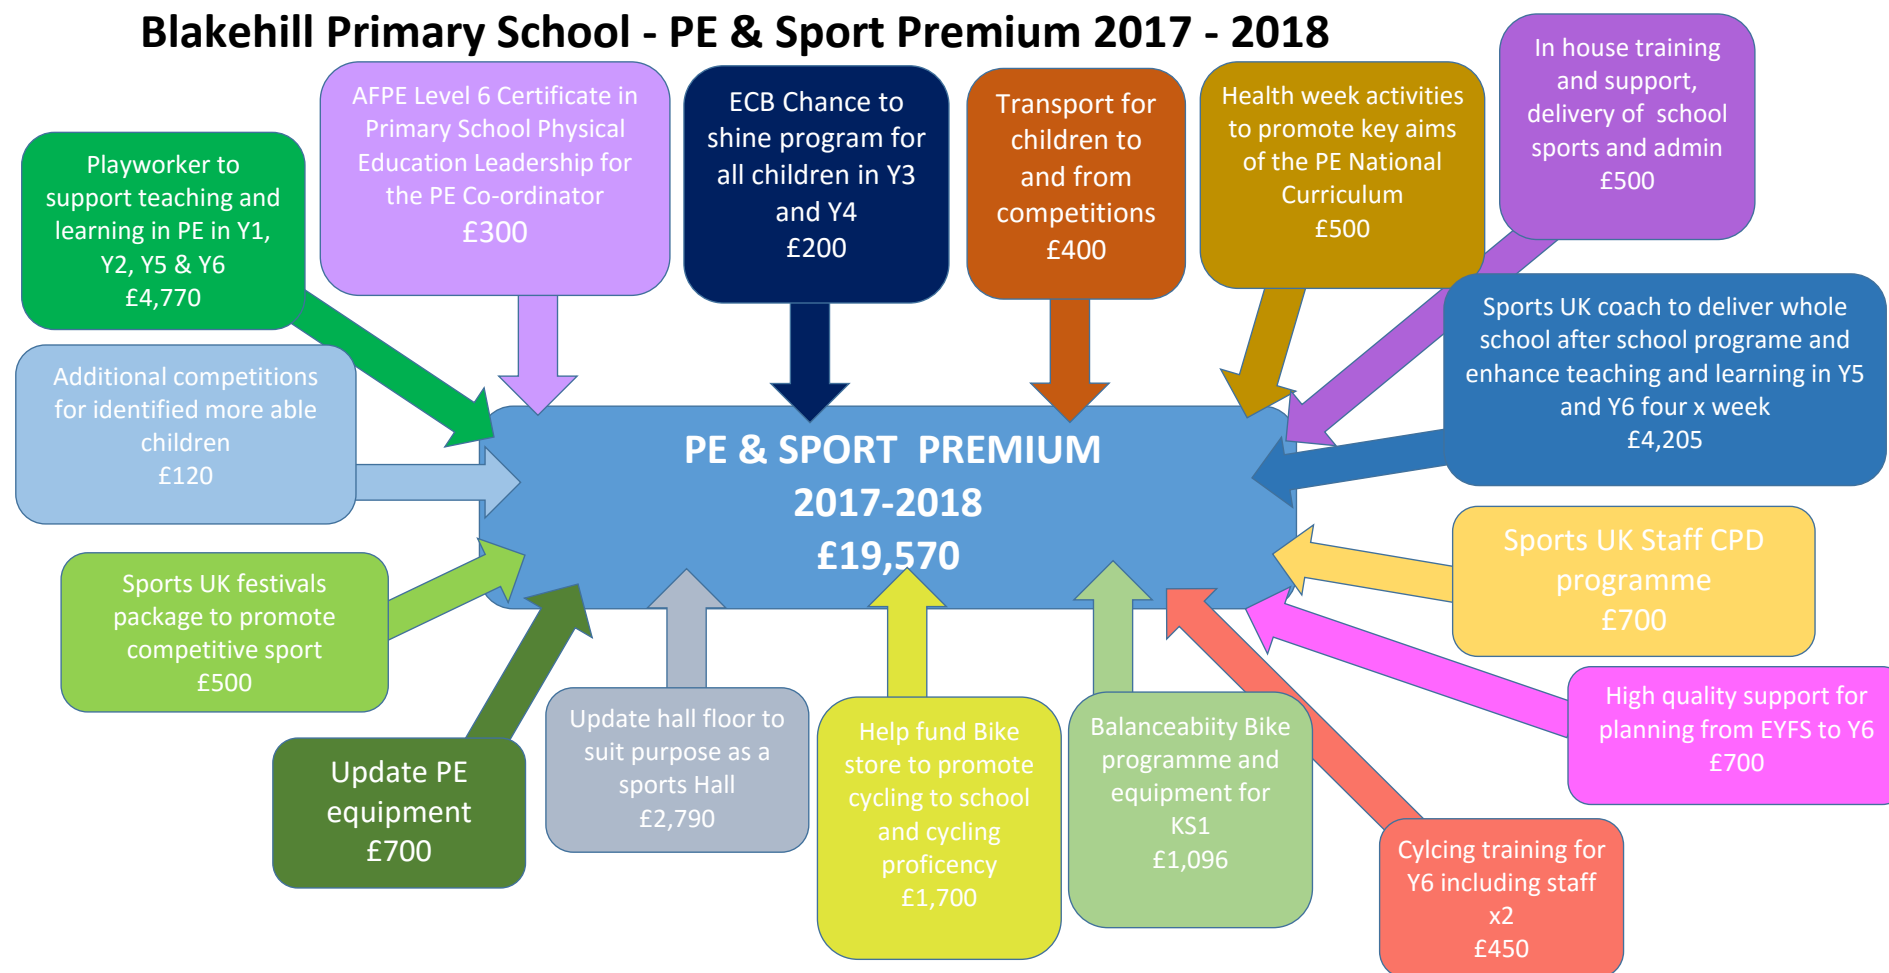 Blakehill Primary School - PE & Sport Premium 2017 - 2018
In house training
and support,
delivery of school
sports and admin
£500
AFPE Level 6 Certificate in
Primary School Physical
Education Leadership for
the PE Co-ordinator
£300
ECB Chance to
shine program for
all children in Y3
and Y4
£200
Transport for
children to
and from
competitions
£400
Health week activities
to promote key aims
of the PE National
Curriculum
£500
Playworker to
support teaching and
learning in PE in Y1,
Y2, Y5 & Y6
£4,770
Sports UK coach to deliver whole
school after school programe and
enhance teaching and learning in Y5
and Y6 four x week
£4,205
Additional competitions
for identified more able
children
£120
PE & SPORT PREMIUM
2017-2018
£19,570
Sports UK Staff CPD
programme
£700
Sports UK festivals
package to promote
competitive sport
£500
High quality support for
planning from EYFS to Y6
£700
Update PE
equipment
£700
Update hall floor to
suit purpose as a
sports Hall
£2,790
Help fund Bike
store to promote
cycling to school
and cycling
proficency
£1,700
Balanceabiity Bike
programme and
equipment for
KS1
£1,096
Cylcing training for
Y6 including staff
x2
£450